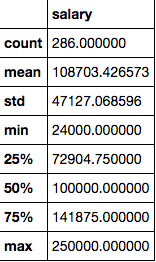 salary
count 286.000000
mean 108703.426573
std 47127.068596
min 24000.000000
25% 72904.750000
50% 100000.000000
75% 141875.000000
max 250000.000000